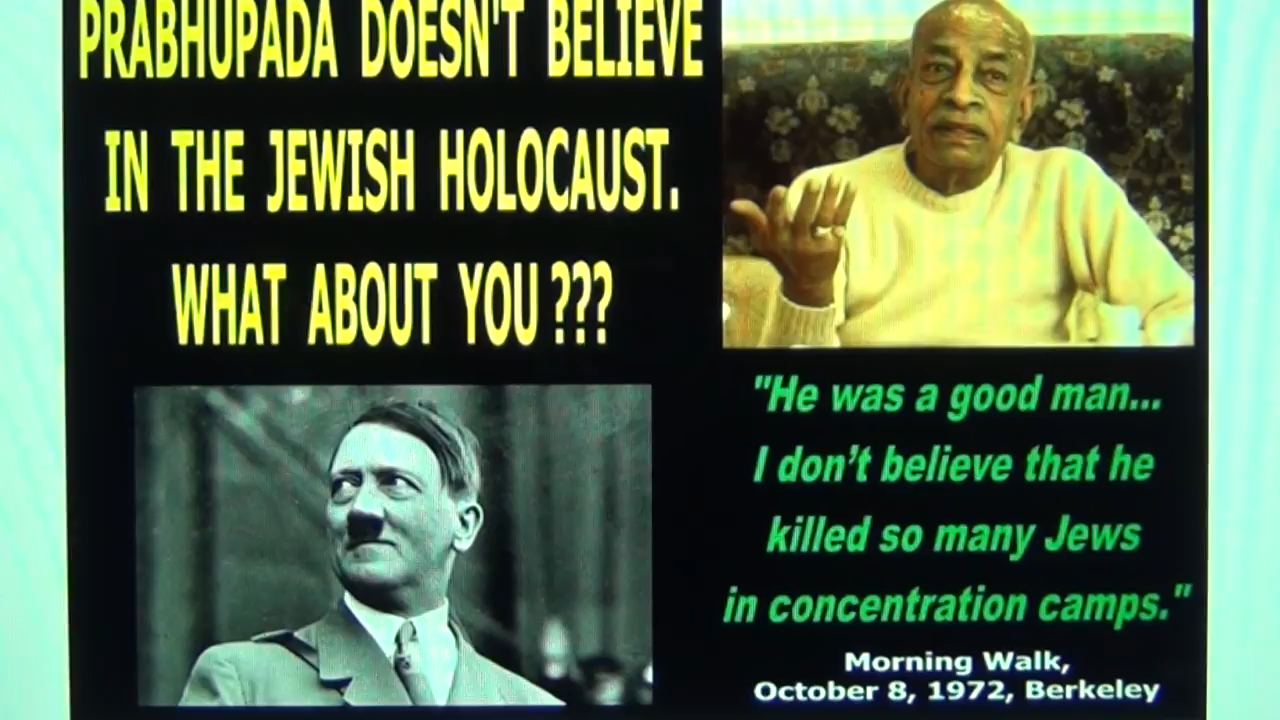 PRABHUPADA DOESN'T BELIEVE
IN THE JEWISH HOLOCAUST.
WHAT ABOUT YOU ???
"He was a good man...
I don’t believe that he
killed so many Jews
in concentration camps."
Morning Walk,
October 8, 1972, Berkeley